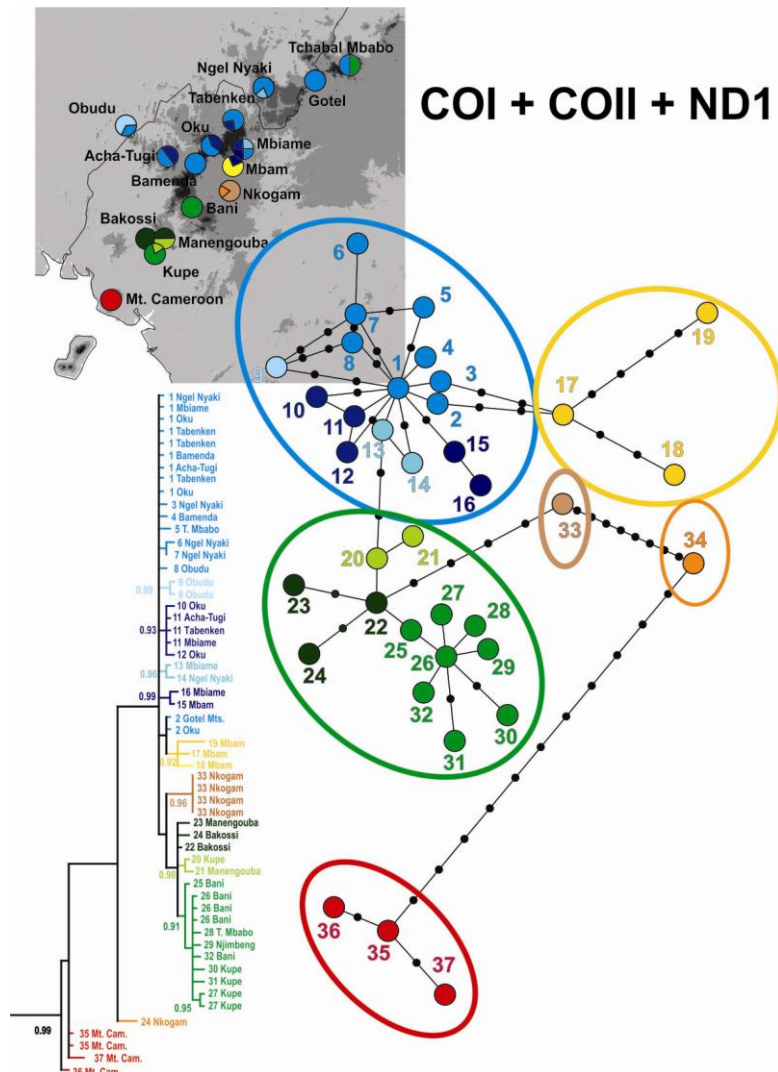 COI + COII + ND1
Tchabal Mbabo
Ngel Nyaki
Gotel
Tabenken
Obudu
Oku
Mbiame
Acha-Tugi
Mbam
Bamenda
Nkogam
Bani
Bakossi
Manengouba
Kupe
Mt. Cameroon
6
5
7
19
8
1
4
9
3
17
10
2
11
13
15
18
12
14
16
20
21
33
34
23
27
28
22
25
26
29
24
32
30
31
36
35
37
1 Ngel Nyaki
1 Mbiame
1 Oku
1 Tabenken
1 Tabenken
1 Bamenda
1 Acha-Tugi
1 Tabenken
1 Oku
3 Ngel Nyaki
4 Bamenda
5 T. Mbabo
6 Ngel Nyaki
7 Ngel Nyaki
8 Obudu
0.99
9 Obudu
9 Obudu
10 Oku
11 Acha-Tugi
0.93
11 Tabenken
11 Mbiame
12 Oku
0.96
13 Mbiame
14 Ngel Nyaki
0.99
16 Mbiame
15 Mbam
2 Gotel Mts.
2 Oku
19 Mbam
17 Mbam
0.92
18 Mbam
33 Nkogam
33 Nkogam
0.96
33 Nkogam
33 Nkogam
23 Manengouba
24 Bakossi
22 Bakossi
20 Kupe
0.98
21 Manengouba
25 Bani
26 Bani
26 Bani
0.91
26 Bani
28 T. Mbabo
29 Njimbeng
32 Bani
30 Kupe
31 Kupe
27 Kupe
0.95
27 Kupe
24 Nkogam
0.99
35 Mt. Cam.
35 Mt. Cam.
37 Mt. Cam.
36 Mt. Cam.